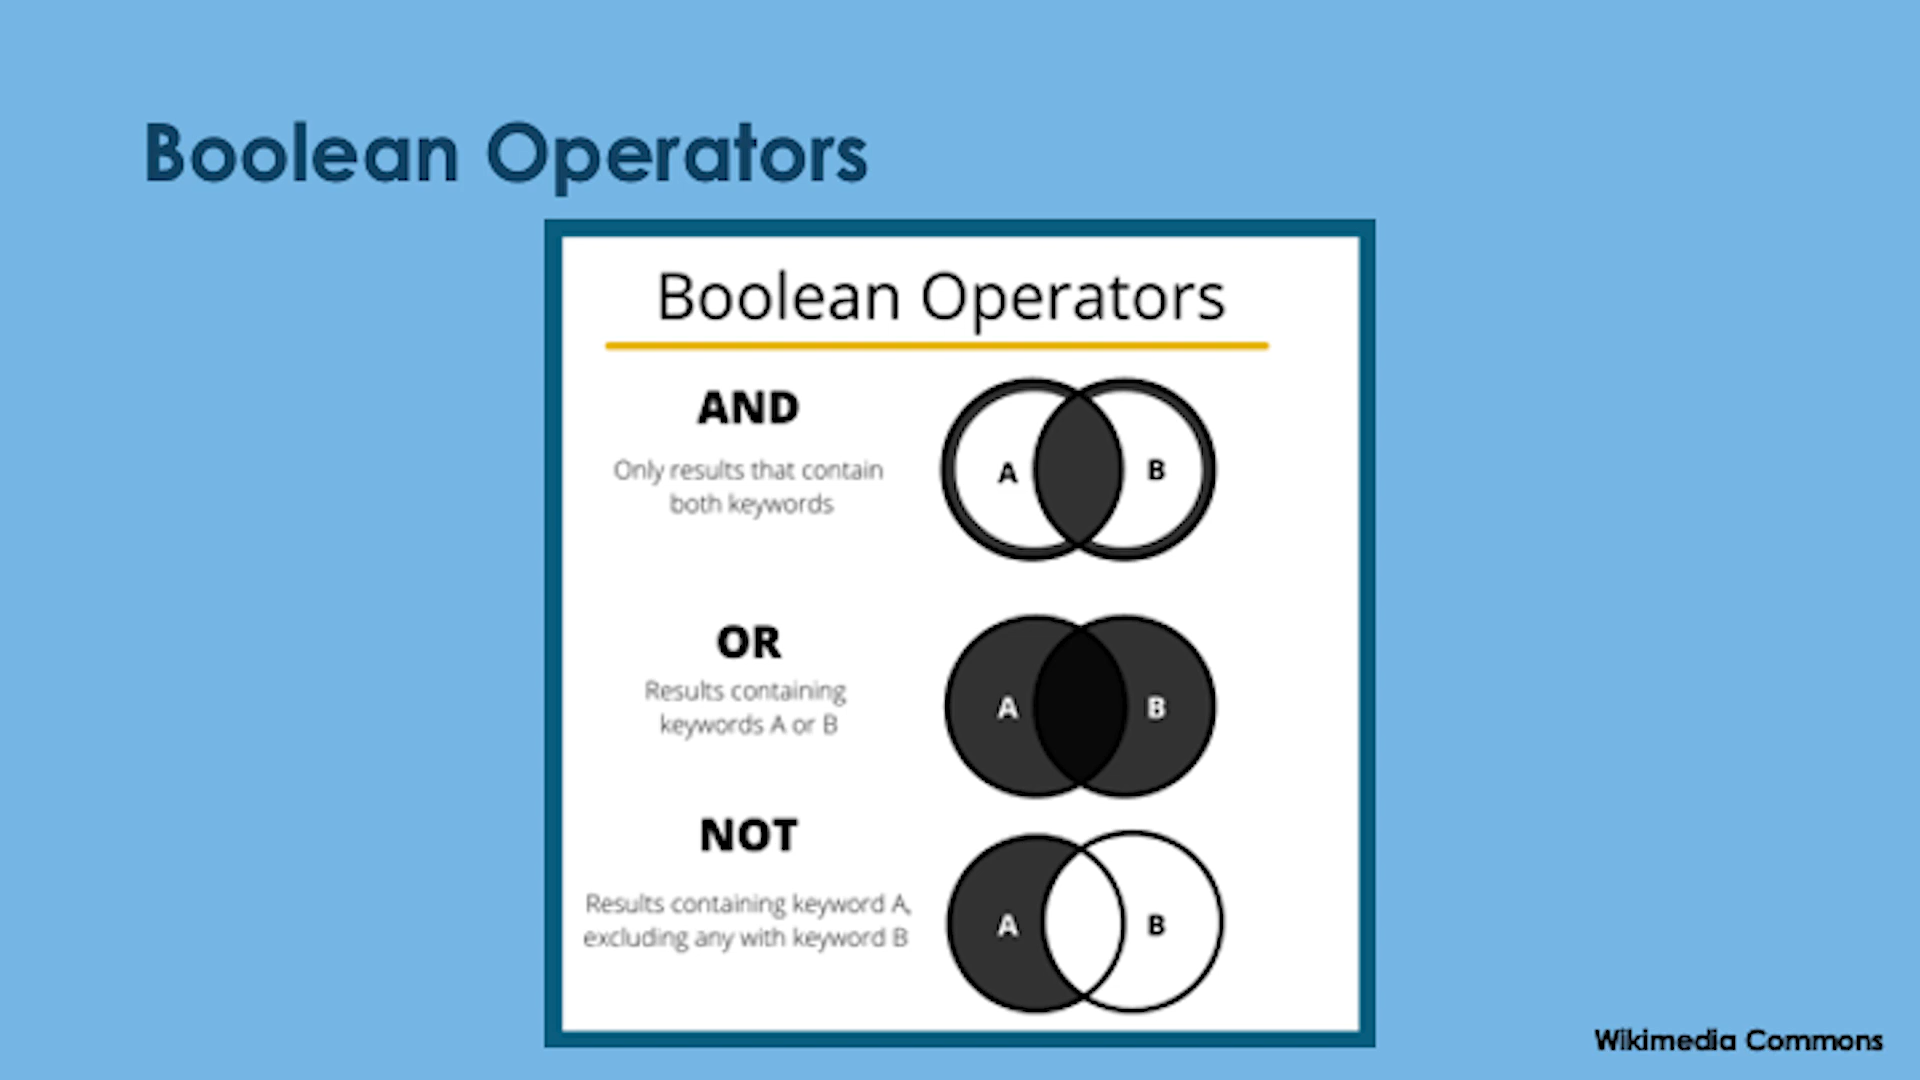 Boolean Operators
Boolean Operators
AND
Only results that contain
both keywords
A
B
OR
Results containing
keywords A or B
A
B
NOT
Results containing keyword A,
excluding any with keyword B
A
B
Wikimedia Commons